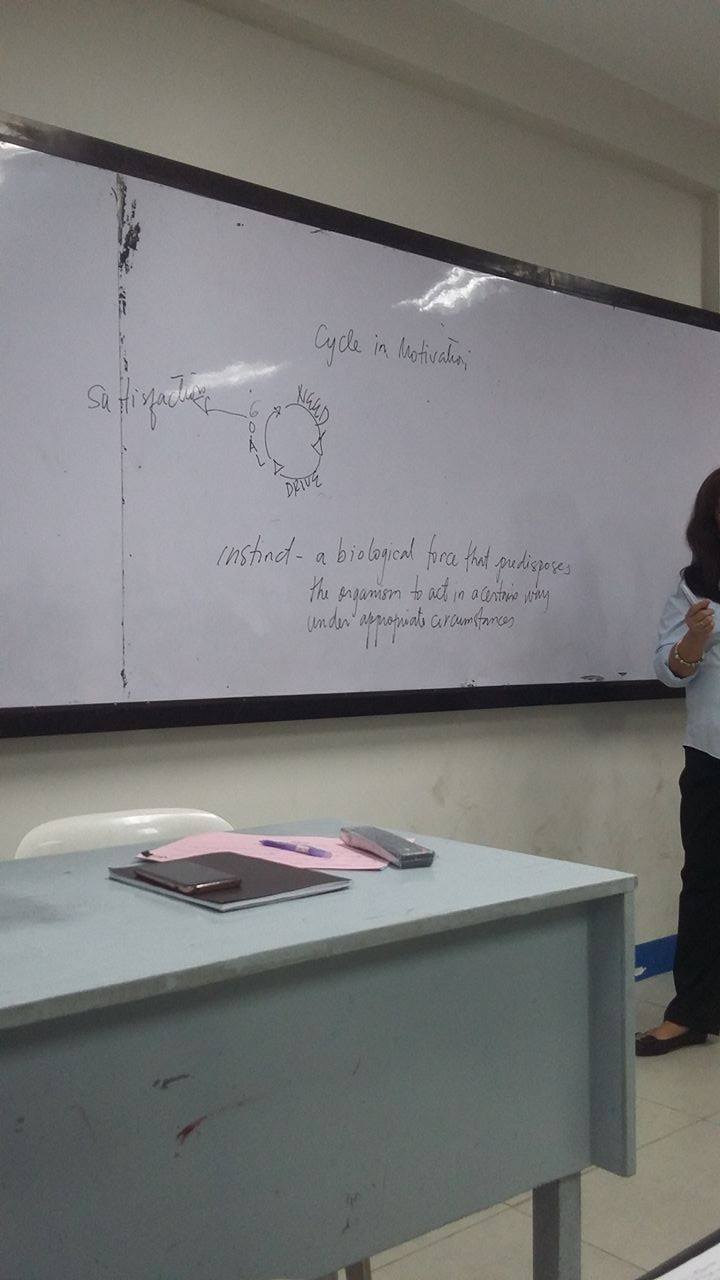 Cycle in Motivation
Satisfaction
GOAL
NEED
DRIVE
instinct - a biological force that predisposes
the organism to act in a certain way
under appropriate circumstances